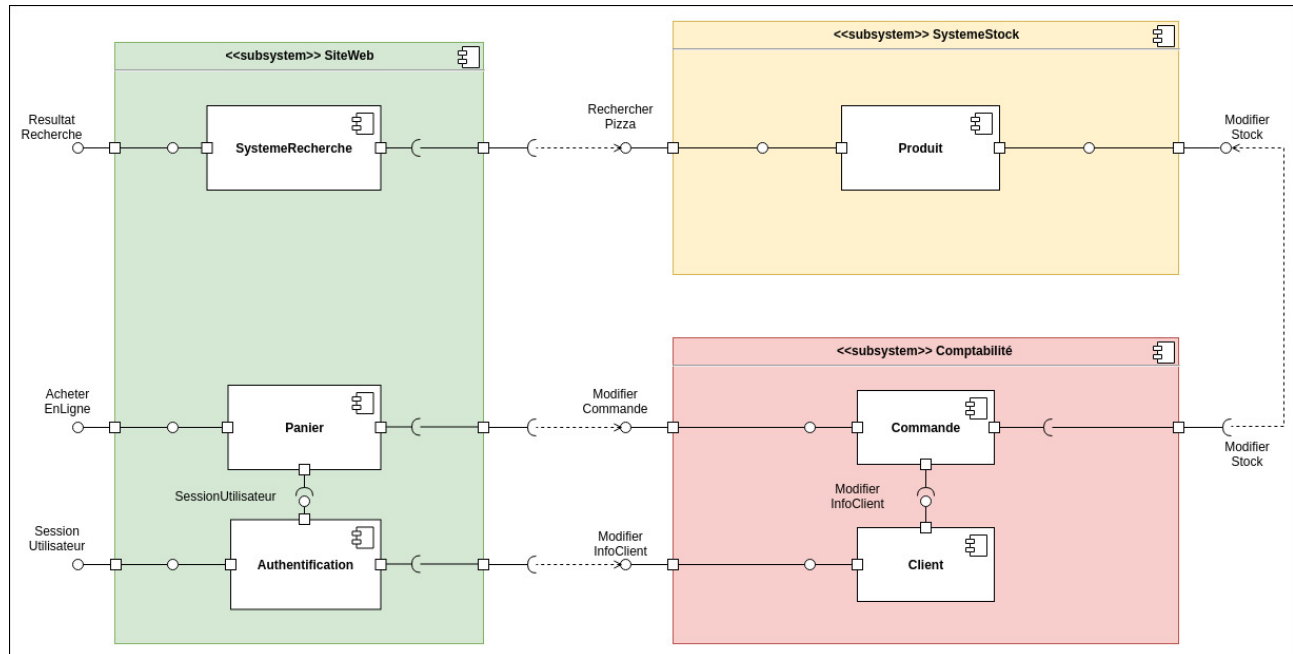 <<subsystem>> SiteWeb
<<subsystem>> SystemeStock
Resultat
Recherche
SystemeRecherche
Rechercher
Pizza
Produit
Modifier
Stock
<<subsystem>> Comptabilité
Acheter
EnLigne
Panier
Modifier
Commande
Commande
Modifier
Stock
SessionUtilisateur
Modifier
InfoClient
Session
Utilisateur
Authentification
Modifier
InfoClient
Client